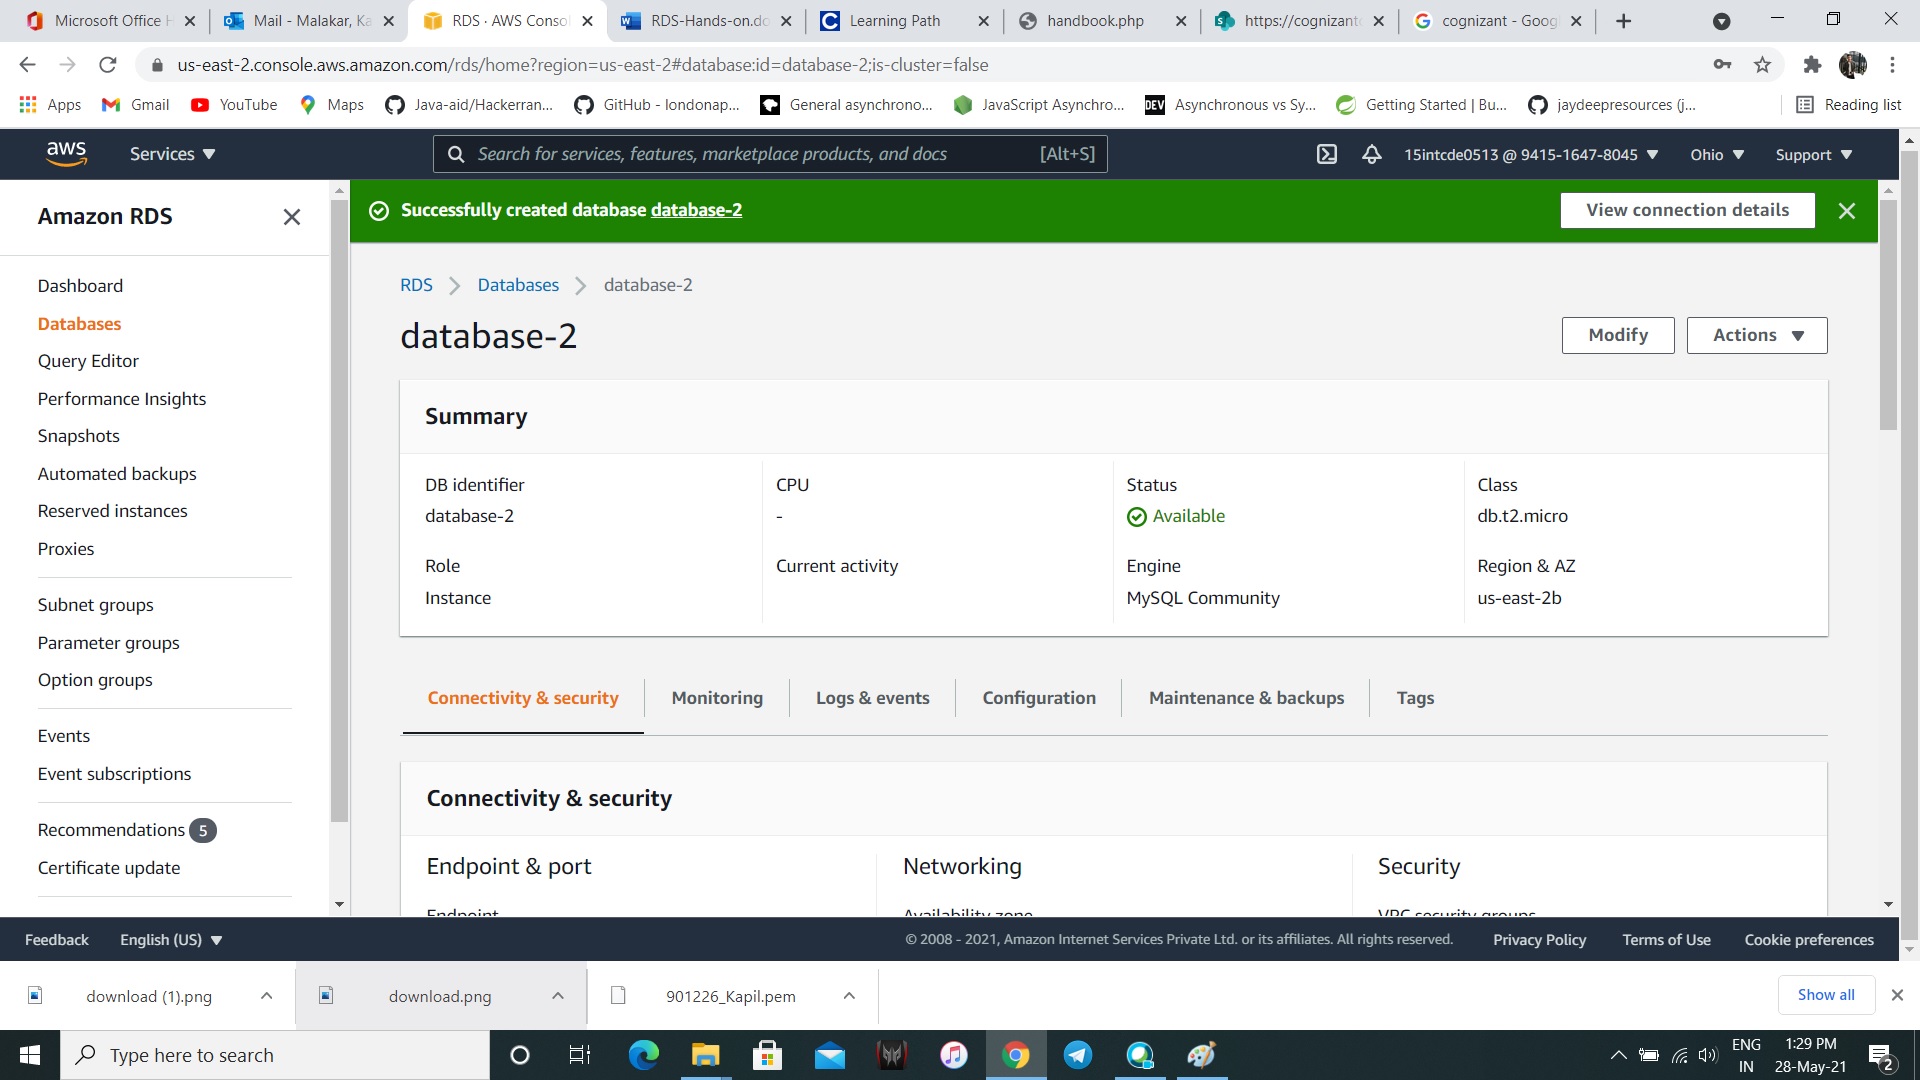 Microsoft Office H
Mail - Malakar, Ka
RDS · AWS Conso
RDS-Hands-on.do
Learning Path
handbook.php
https://cognizant
cognizant - Goog
us-east-2.console.aws.amazon.com/rds/home?region=us-east-2#database:id=database-2;is-cluster=false
Apps
Gmail
YouTube
Maps
Java-aid/Hackerran...
GitHub - londonap...
General asynchrono...
JavaScript Asynchro...
DEV
Asynchronous vs Sy...
Getting Started | Bu...
jaydeepresources (j...
Reading list
aws
Services
Search for services, features, marketplace products, and docs
[Alt+S]
15intcde0513 @ 9415-1647-8045
Ohio
Support
Amazon RDS
Dashboard
Databases
Query Editor
Performance Insights
Snapshots
Automated backups
Reserved instances
Proxies
Subnet groups
Parameter groups
Option groups
Events
Event subscriptions
Recommendations 5
Certificate update
Successfully created database database-2
View connection details
RDS
Databases
database-2
database-2
Modify
Actions
Summary
DB identifier
database-2
CPU
-
Status
Available
Class
db.t2.micro
Role
Instance
Current activity
Engine
MySQL Community
Region & AZ
us-east-2b
Connectivity & security
Monitoring
Logs & events
Configuration
Maintenance & backups
Tags
Connectivity & security
Endpoint & port
Networking
Security
Endpoint
Availability zone
VPC security groups
Feedback
English (US)
© 2008 - 2021, Amazon Internet Services Private Ltd. or its affiliates. All rights reserved.
Privacy Policy
Terms of Use
Cookie preferences
download (1).png
download.png
901226_Kapil.pem
Show all
Type here to search
ENG
IN
1:29 PM
28-May-21
2